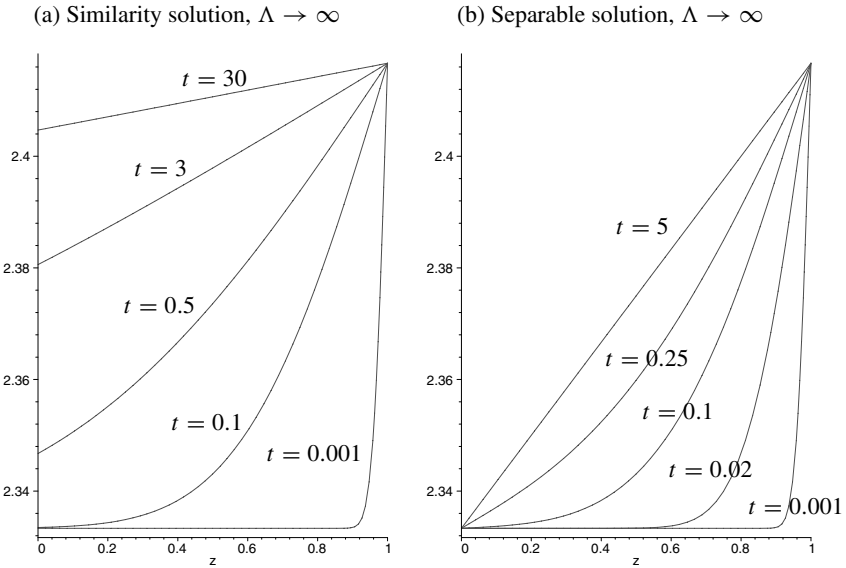 (a) Similarity solution, Λ → ∞
t = 30
2.4
t = 3
2.38
t = 0.5
2.36
t = 0.1
t = 0.001
2.34
0 0.2 0.4 0.6 0.8 1
z
(b) Separable solution, Λ → ∞
2.4
t = 5
2.38
2.36
t = 0.25
t = 0.1
t = 0.02
2.34
t = 0.001
0 0.2 0.4 0.6 0.8 1
z